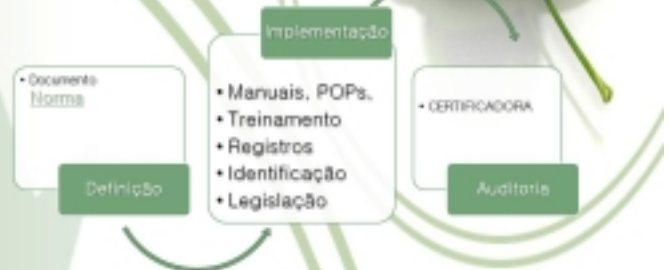 • Documento
Norma
Definição
Implementação
• Manuais, POPs,
• Treinamento
• Registros
• Identificação
• Legislação
• CERTIFICADORA
Auditoria